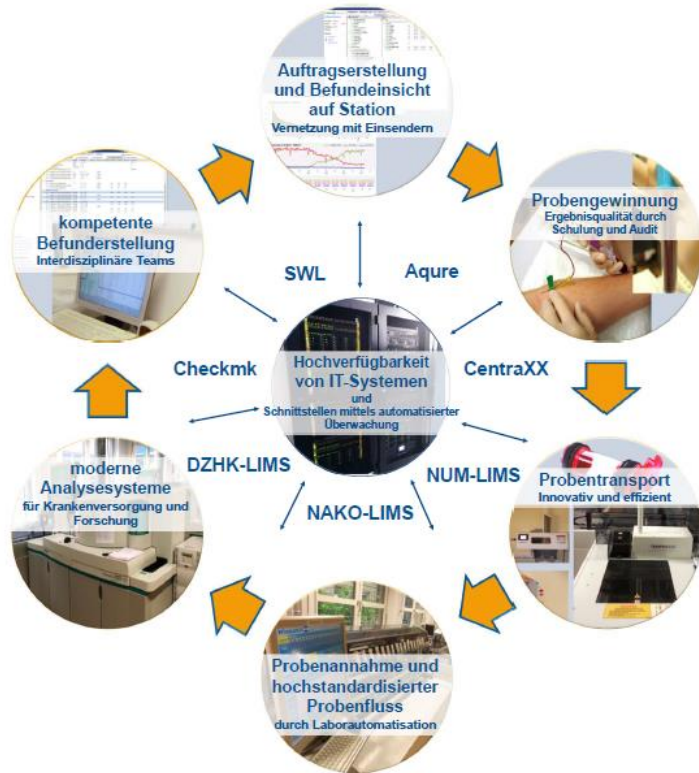 Auftragserstellung
und Befundeinsicht
auf Station
Vernetzung mit Einsendern
Probengewinnung
Ergebnisqualität durch
Schulung und Audit
kompetente
Befunderstellung
Interdisziplinäre Teams
SWL
Aqure
Checkmk
Hochverfügbarkeit
von IT-Systemen
und
Schnittstellen mittels automatisierter
Überwachung
CentraXX
DZHK-LIMS
NUM-LIMS
NAKO-LIMS
moderne
Analysesysteme
für Krankenversorgung und
Forschung
Probentransport
Innovativ und effizient
Probenannahme und
hochstandardisierter
Probenfluss
durch Laborautomatisation